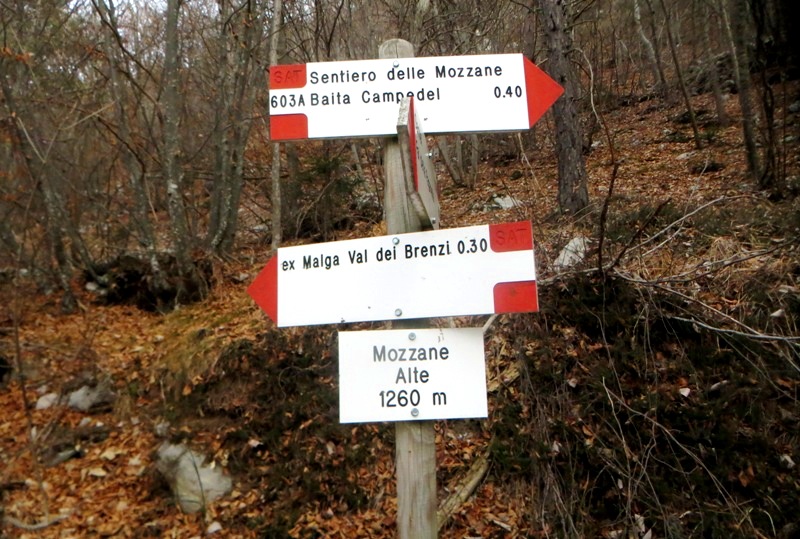 SAT Sentiero delle Mozzane
603A Baita Campedel 0.40
ex Malga Val dei Brenzi 0.30 SAT
Mozzane
Alte
1260 m